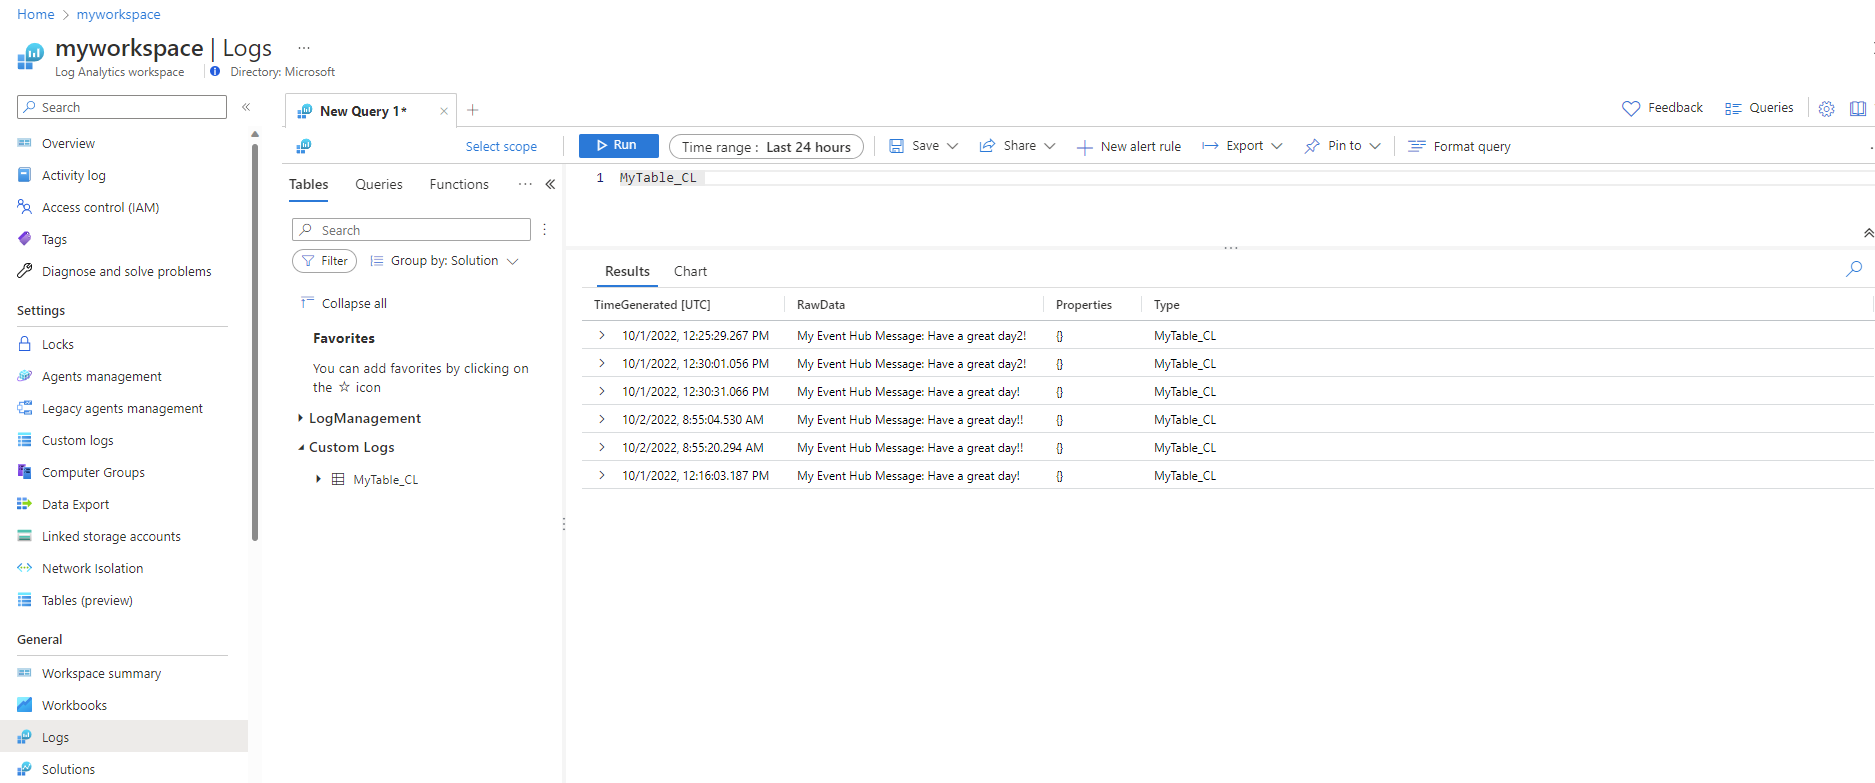 Home > myworkspace
myworkspace | Logs ...
Log Analytics workspace Directory: Microsoft
Search
Overview
Activity log
Access control (IAM)
Tags
Diagnose and solve problems
Settings
Locks
Agents management
Legacy agents management
Custom logs
Computer Groups
Data Export
Linked storage accounts
Network Isolation
Tables (preview)
General
Workspace summary
Workbooks
Logs
Solutions
New Query 1*
Feedback Queries
Select scope
Run Time range : Last 24 hours Save Share New alert rule Export Pin to Format query
Tables Queries Functions ...
Search
Filter Group by: Solution
Collapse all
Favorites
You can add favorites by clicking on
the ☆ icon
LogManagement
Custom Logs
MyTable_CL
1 MyTable_CL
Results Chart
TimeGenerated [UTC] RawData Properties Type
10/1/2022, 12:25:29.267 PM My Event Hub Message: Have a great day2! {} MyTable_CL
10/1/2022, 12:30:01.056 PM My Event Hub Message: Have a great day2! {} MyTable_CL
10/1/2022, 12:30:31.066 PM My Event Hub Message: Have a great day! {} MyTable_CL
10/2/2022, 8:55:04.530 AM My Event Hub Message: Have a great day!! {} MyTable_CL
10/2/2022, 8:55:20.294 AM My Event Hub Message: Have a great day!! {} MyTable_CL
10/1/2022, 12:16:03.187 PM My Event Hub Message: Have a great day! {} MyTable_CL